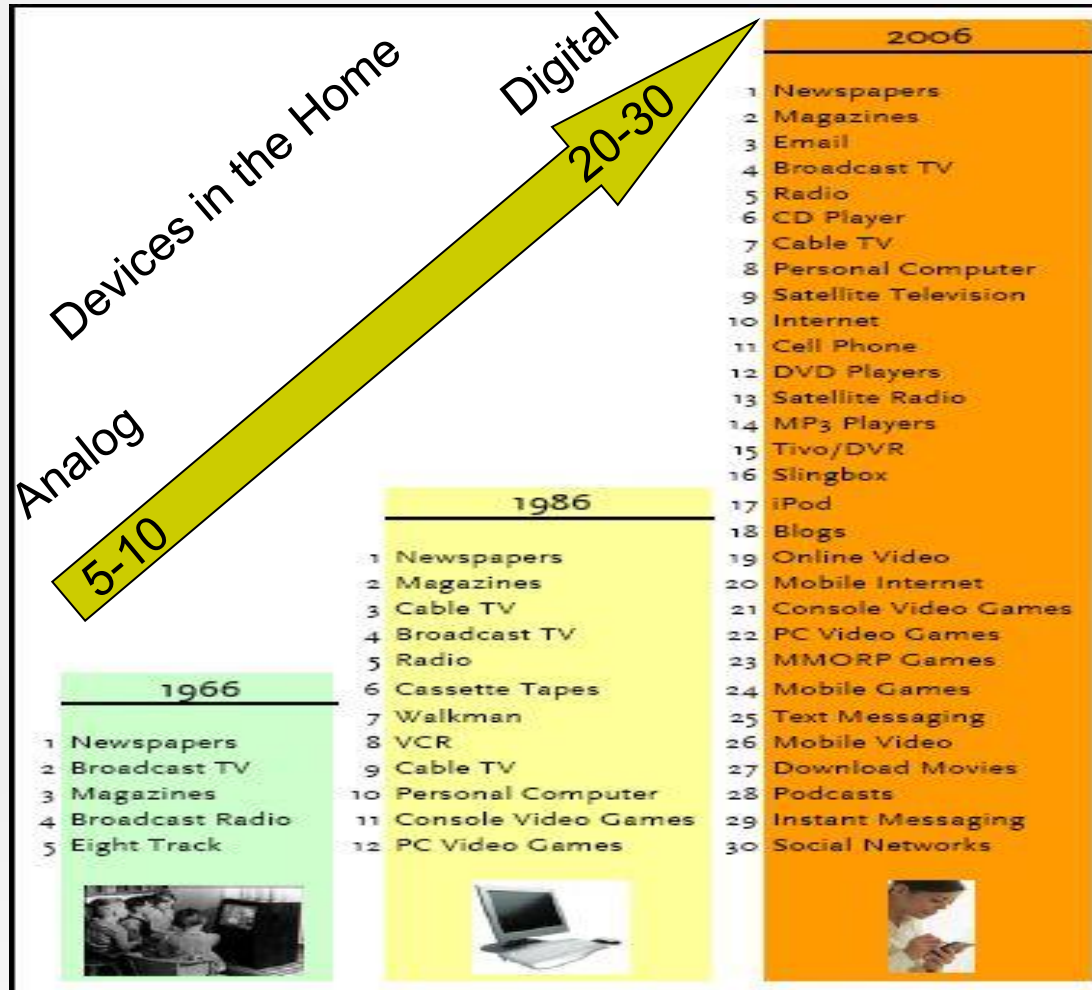 Devices in the Home
Analog
Digital
5-10
20-30
1966
1 Newspapers
2 Broadcast TV
3 Magazines
4 Broadcast Radio
5 Eight Track
1986
1 Newspapers
2 Magazines
3 Cable TV
4 Broadcast TV
5 Radio
6 Cassette Tapes
7 Walkman
8 VCR
9 Cable TV
10 Personal Computer
11 Console Video Games
12 PC Video Games
2006
1 Newspapers
2 Magazines
3 Email
4 Broadcast TV
5 Radio
6 CD Player
7 Cable TV
8 Personal Computer
9 Satellite Television
10 Internet
11 Cell Phone
12 DVD Players
13 Satellite Radio
14 MP3 Players
15 Tivo/DVR
16 Slingbox
17 iPod
18 Blogs
19 Online Video
20 Mobile Internet
21 Console Video Games
22 PC Video Games
23 MMORP Games
24 Mobile Games
25 Text Messaging
26 Mobile Video
27 Download Movies
28 Podcasts
29 Instant Messaging
30 Social Networks